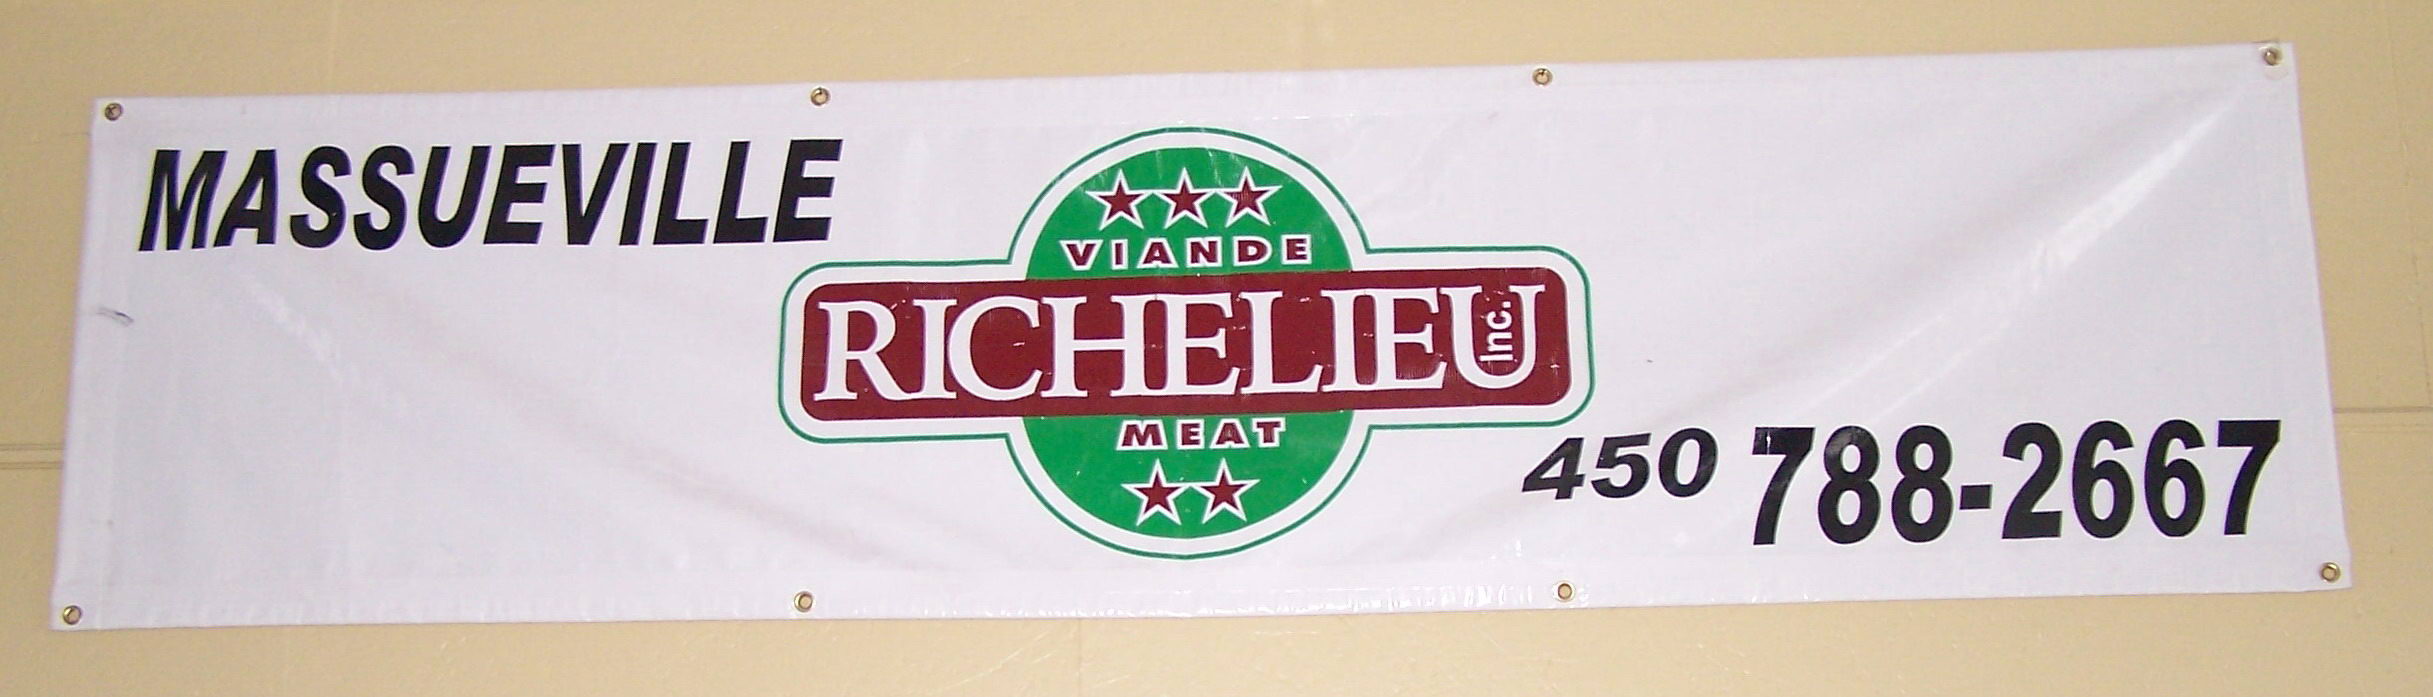 MASSUEVILLE
VIANDE
RICHELIEU Inc.
MEAT
450 788-2667